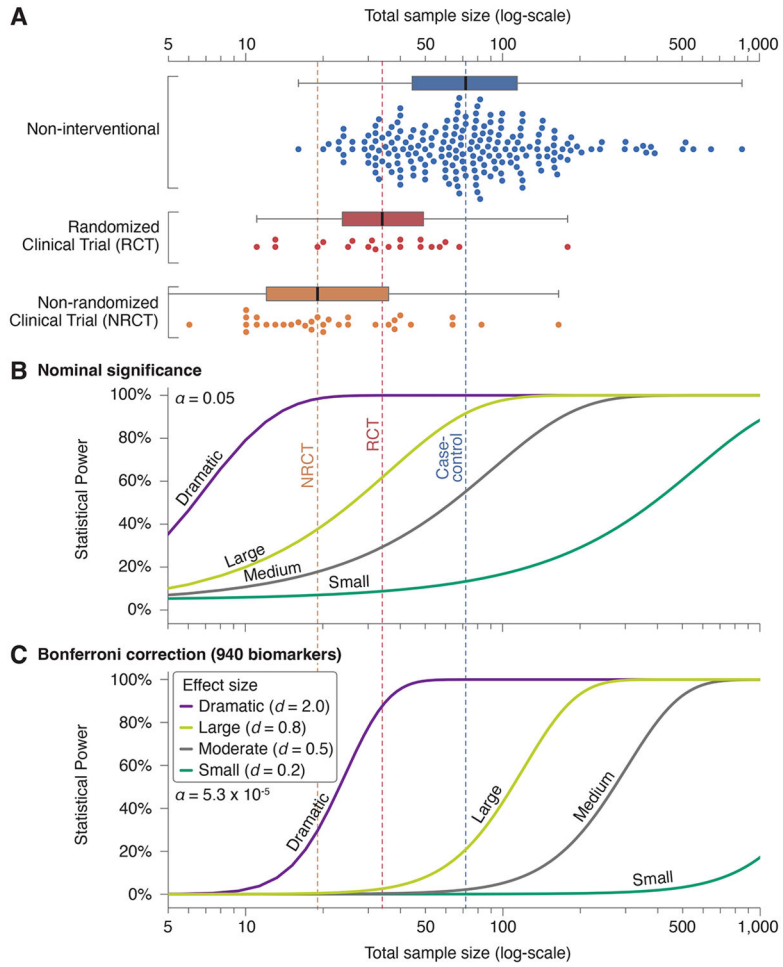 A
Total sample size (log-scale)
5 10 50 100 500 1,000
Non-interventional
Randomized
Clinical Trial (RCT)
Non-randomized
Clinical Trial (NRCT)
B Nominal significance
100%
80%
60%
40%
20%
0%
Statistical Power
α = 0.05
Dramatic
Large
Medium
Small
NRCT
RCT
Case-
control
C Bonferroni correction (940 biomarkers)
100%
80%
60%
40%
20%
0%
Statistical Power
Effect size
Dramatic (d = 2.0)
Large (d = 0.8)
Moderate (d = 0.5)
Small (d = 0.2)
α = 5.3 x 10⁻⁵
Dramatic
Large
Medium
Small
5 10 50 100 500 1,000
Total sample size (log-scale)